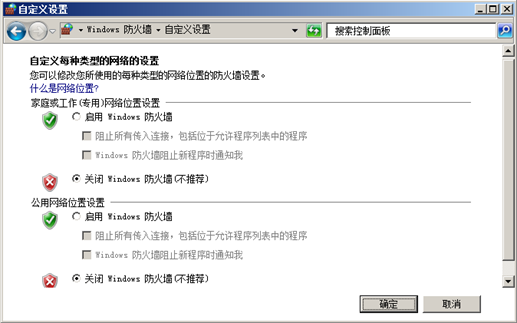 自定义设置
Windows 防火墙 自定义设置
搜索控制面板
自定义每种类型的网络的设置
您可以修改您所使用的每种类型的网络位置的防火墙设置。
什么是网络位置?
家庭或工作(专用)网络位置设置
启用 Windows 防火墙
阻止所有传入连接，包括位于允许程序列表中的程序
Windows 防火墙阻止新程序时通知我
关闭 Windows 防火墙(不推荐)
公用网络位置设置
启用 Windows 防火墙
阻止所有传入连接，包括位于允许程序列表中的程序
Windows 防火墙阻止新程序时通知我
关闭 Windows 防火墙(不推荐)
确定
取消